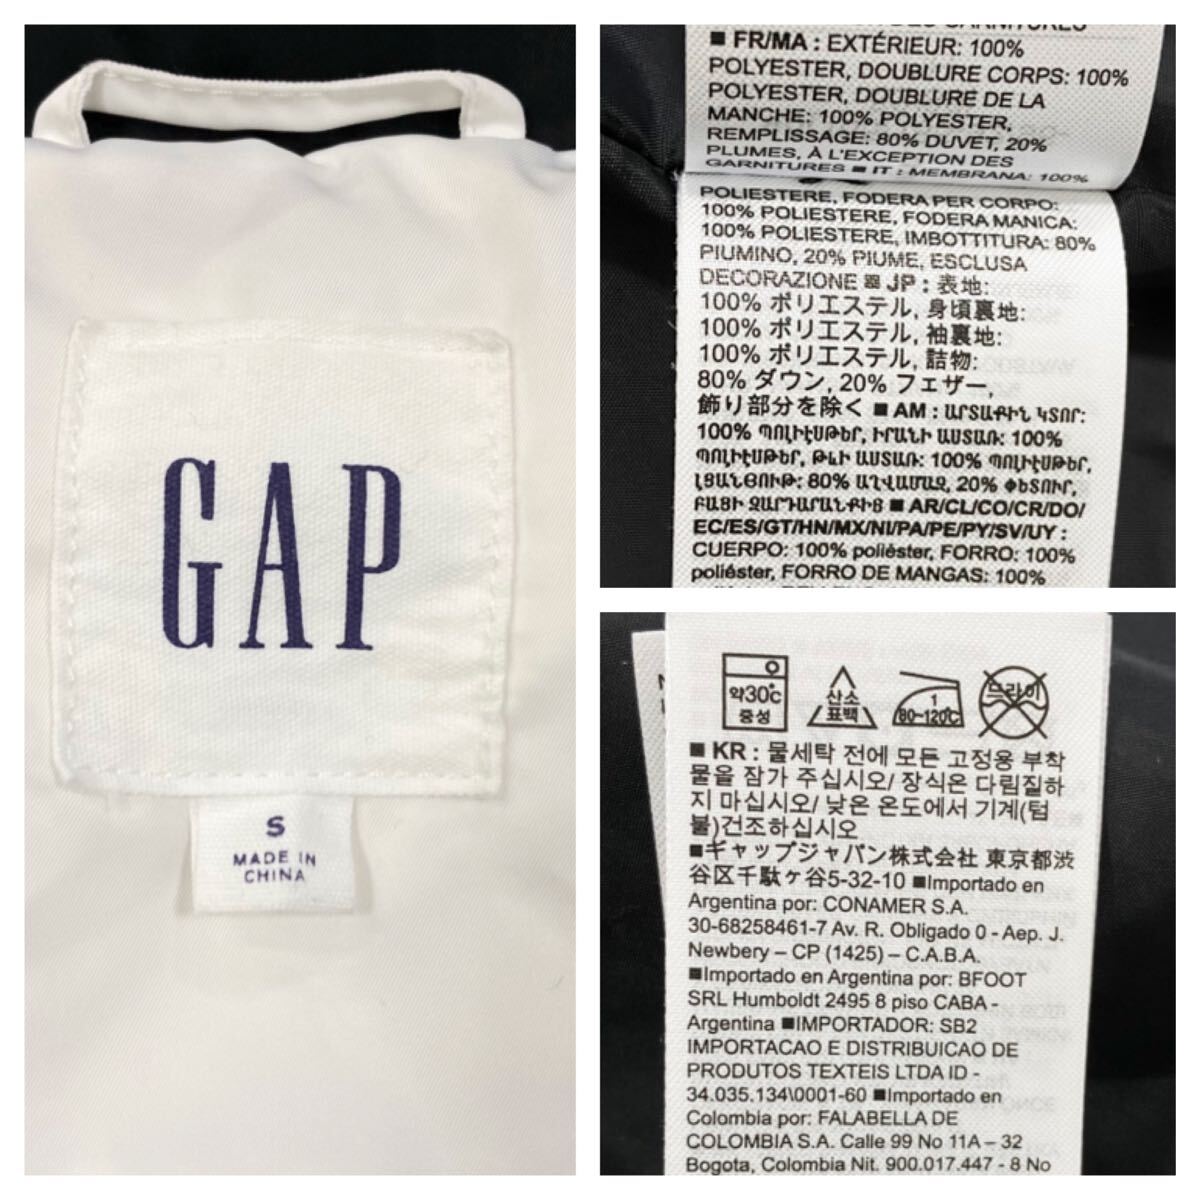 GAP
S
MADE IN
CHINA
DES GARNITURES
■ FR/MA : EXTÉRIEUR: 100%
POLYESTER, DOUBLURE CORPS: 100%
POLYESTER, DOUBLURE DE LA
MANCHE: 100% POLYESTER,
REMPLISSAGE: 80% DUVET, 20%
PLUMES, À L'EXCEPTION DES
GARNITURES ■ IT : MEMBRANA: 100%
POLIESTERE, FODERA PER CORPO:
100% POLIESTERE, FODERA MANICA:
100% POLIESTERE, IMBOTTITURA: 80%
PIUMINO, 20% PIUME, ESCLUSA
DECORAZIONE ■ JP : 表地:
100% ポリエステル, 身頃裏地:
100% ポリエステル, 袖裏地:
100% ポリエステル, 詰物:
80% ダウン, 20% フェザー,
飾り部分を除く ■ AM : ԱՐՏԱՔԻՆ ԿՏՈՐ:
100% ՊՈԼԻԷՍԹԵՐ, ԻՐԱՆԻ ԱՍՏԱՌ: 100%
ՊՈԼԻԷՍԹԵՐ, ԹԵՎԻ ԱՍՏԱՌ: 100% ՊՈԼԻԷՍԹԵՐ,
ԼՑԱՆՅՈՒԹ: 80% ԱՂՎԱՄԱԶ, 20% ՓԵՏՈՒՐ,
ԲԱՑԻ ԶԱՐԴԱՐԱՆՔԻՑ ■ AR/CL/CO/CR/DO/
EC/ES/GT/HN/MX/NI/PA/PE/PY/SV/UY :
CUERPO: 100% poliéster, FORRO: 100%
poliéster, FORRO DE MANGAS: 100%
약30℃
중성
산소
표백
1
80~120℃
드라이
■ KR : 물세탁 전에 모든 고정용 부착
물을 잠가 주십시오/ 장식은 다림질하
지 마십시오/ 낮은 온도에서 기계(텀
블)건조하십시오
■ギャップジャパン株式会社 東京都渋
谷区千駄ヶ谷5-32-10 ■Importado en
Argentina por: CONAMER S.A.
30-68258461-7 Av. R. Obligado 0 - Aep. J.
Newbery – CP (1425) – C.A.B.A.
■Importado en Argentina por: BFOOT
SRL Humboldt 2495 8 piso CABA -
Argentina ■IMPORTADOR: SB2
IMPORTACAO E DISTRIBUICAO DE
PRODUTOS TEXTEIS LTDA ID -
34.035.134\0001-60 ■Importado en
Colombia por: FALABELLA DE
COLOMBIA S.A. Calle 99 No 11A – 32
Bogota, Colombia Nit. 900.017.447 - 8 No